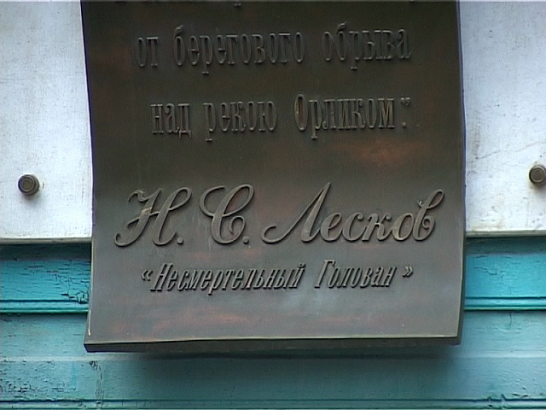 от берегового обрыва
над рекою Орликом"
Н. С. Лесков
«Несмертельный Голован»